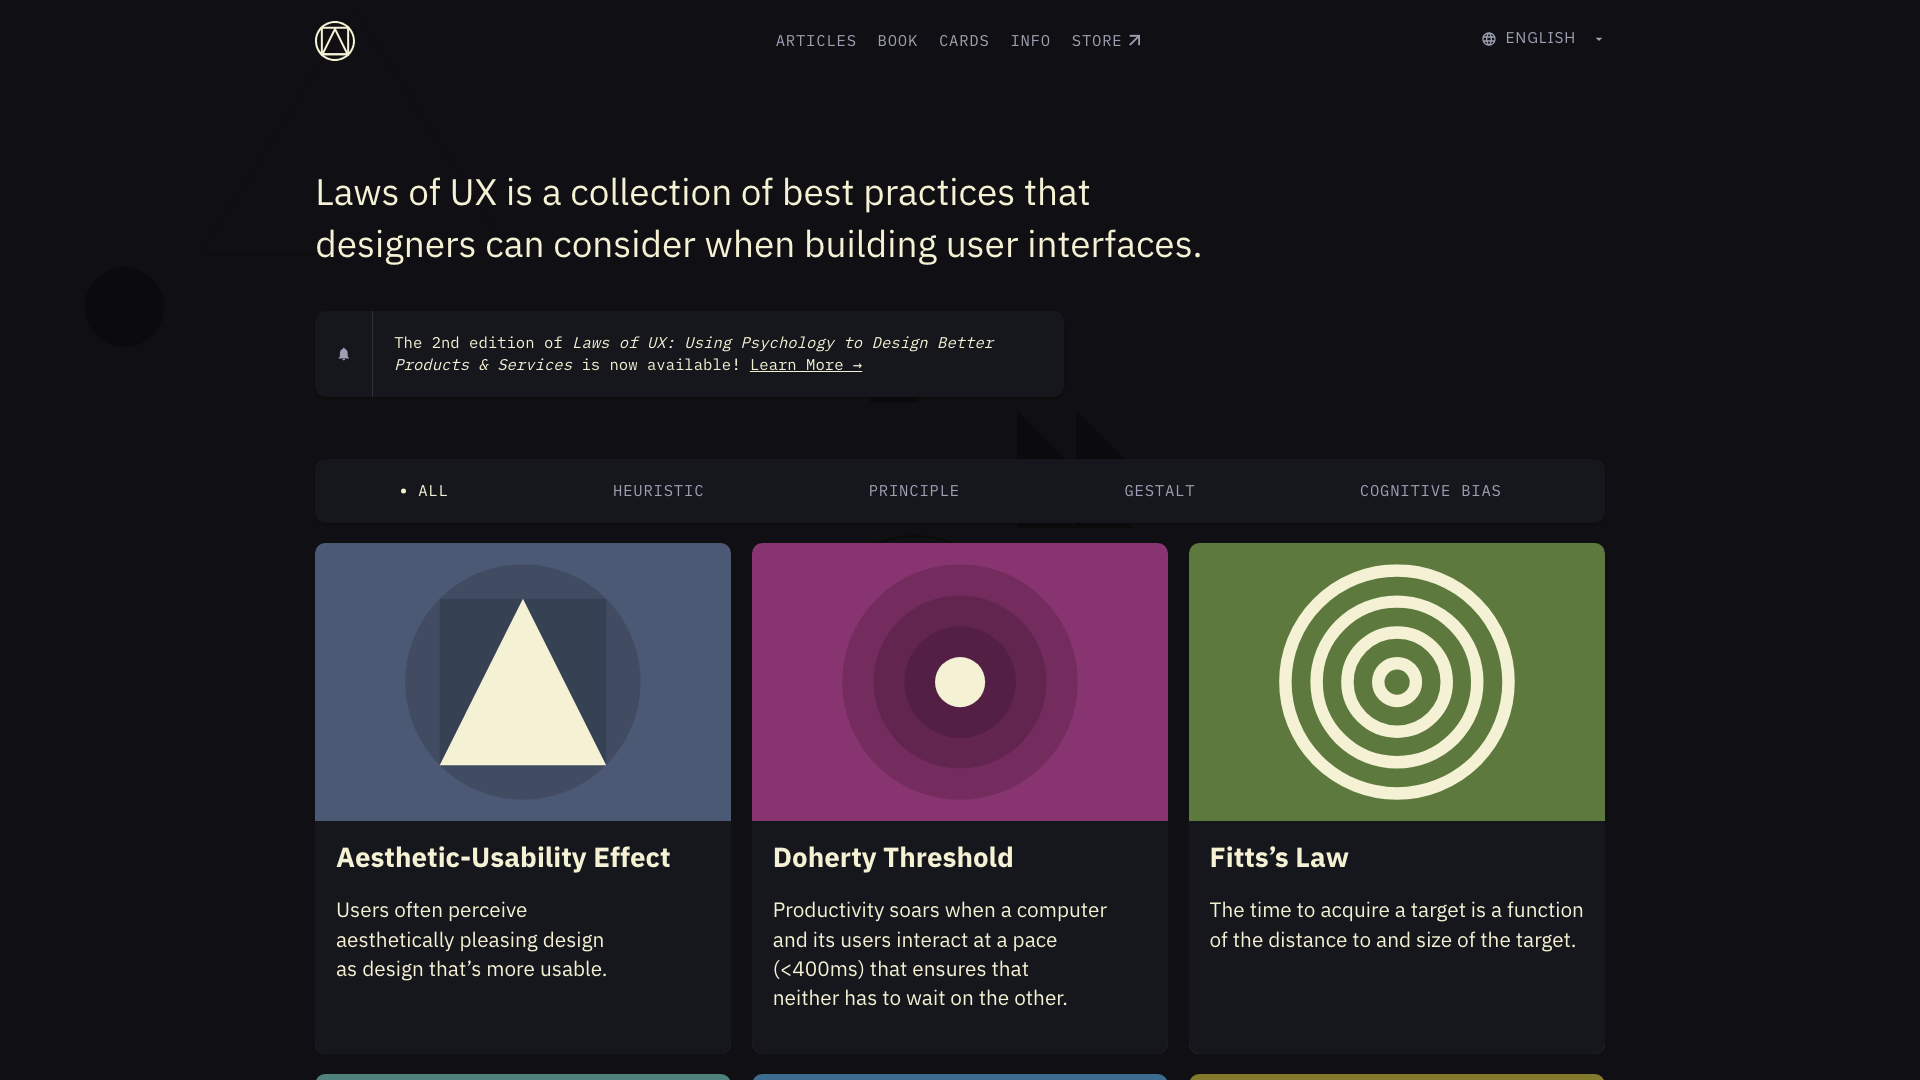 ARTICLES BOOK CARDS INFO STORE
ENGLISH
Laws of UX is a collection of best practices that
designers can consider when building user interfaces.
The 2nd edition of Laws of UX: Using Psychology to Design Better
Products & Services is now available! Learn More →
• ALL
HEURISTIC
PRINCIPLE
GESTALT
COGNITIVE BIAS
Aesthetic-Usability Effect
Users often perceive
aesthetically pleasing design
as design that’s more usable.
Doherty Threshold
Productivity soars when a computer
and its users interact at a pace
(<400ms) that ensures that
neither has to wait on the other.
Fitts’s Law
The time to acquire a target is a function
of the distance to and size of the target.